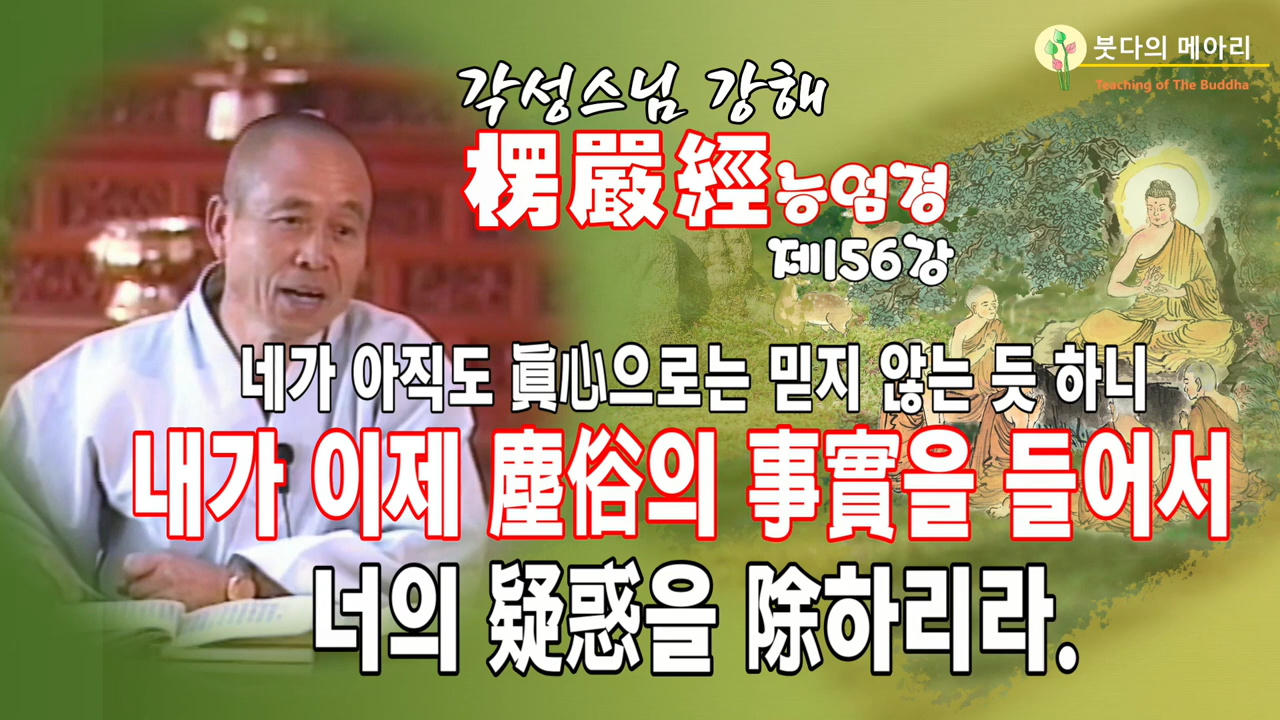 붓다의 메아리
Teaching of The Buddha
각성스님 강해
楞嚴經능엄경
제156강
네가 아직도 眞心으로는 믿지 않는 듯 하니
내가 이제 塵俗의 事實을 들어서
너의 疑惑을 除하리라.